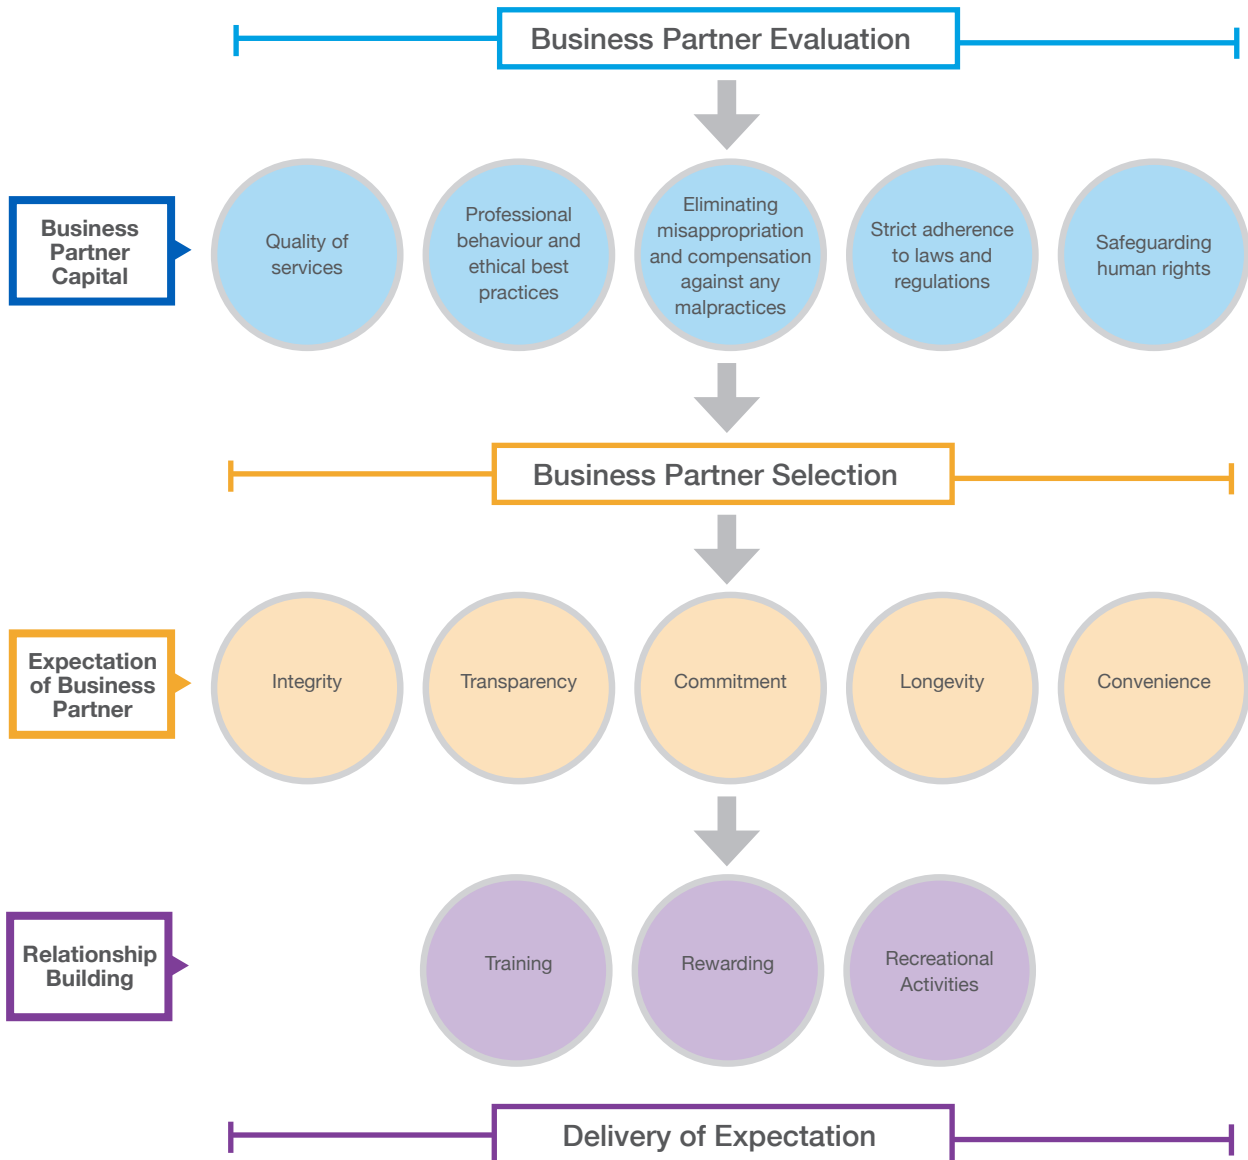 Business Partner Evaluation
Business
Partner
Capital
Quality of
services
Professional
behaviour and
ethical best
practices
Eliminating
misappropriation
and compensation
against any
malpractices
Strict adherence
to laws and
regulations
Safeguarding
human rights
Business Partner Selection
Expectation
of Business
Partner
Integrity
Transparency
Commitment
Longevity
Convenience
Relationship
Building
Training
Rewarding
Recreational
Activities
Delivery of Expectation